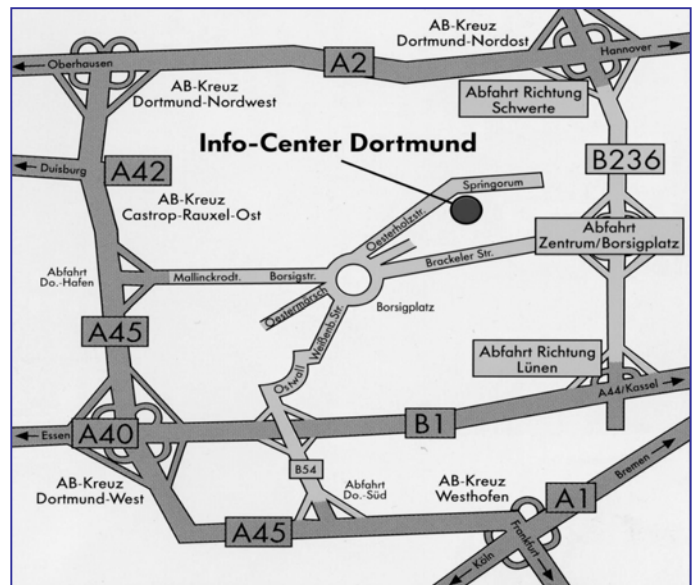 AB-Kreuz
Dortmund-Nordost
Hannover
Oberhausen
A2
AB-Kreuz
Dortmund-Nordwest
Abfahrt Richtung
Schwerte
Info-Center Dortmund
B236
Duisburg
A42
Springorum
AB-Kreuz
Castrop-Rauxel-Ost
Oesterholzstr.
Abfahrt
Zentrum/Borsigplatz
Brackeler Str.
Abfahrt
Do.-Hafen
Mallinckrodt.
Borsigstr.
Borsigplatz
Oestermärsch
A45
Weißenb.Str.
Abfahrt Richtung
Lünen
Ostwall
A44/Kassel
Essen
A40
B1
B54
Bremen
AB-Kreuz
Dortmund-West
Abfahrt
Do.-Süd
AB-Kreuz
Westhofen
A1
A45
Köln
Frankfurt